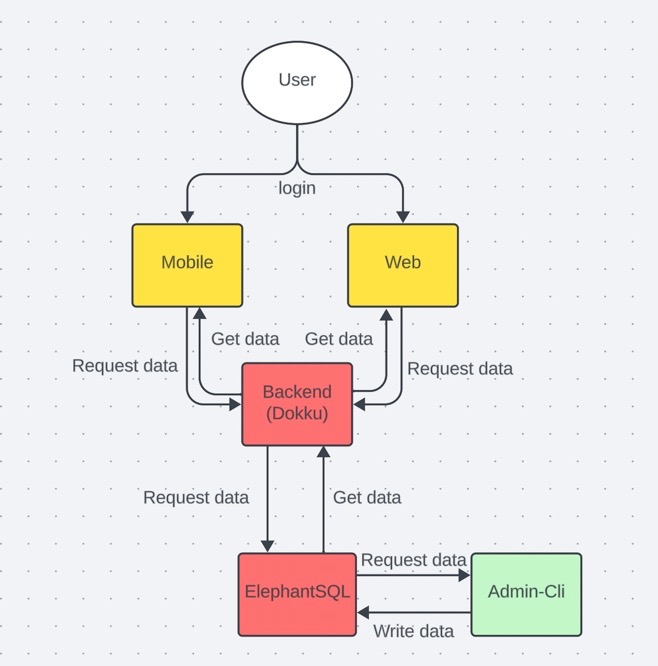 User
login
Mobile
Web
Get data
Get data
Request data
Request data
Backend
(Dokku)
Request data
Get data
Request data
ElephantSQL
Admin-Cli
Write data